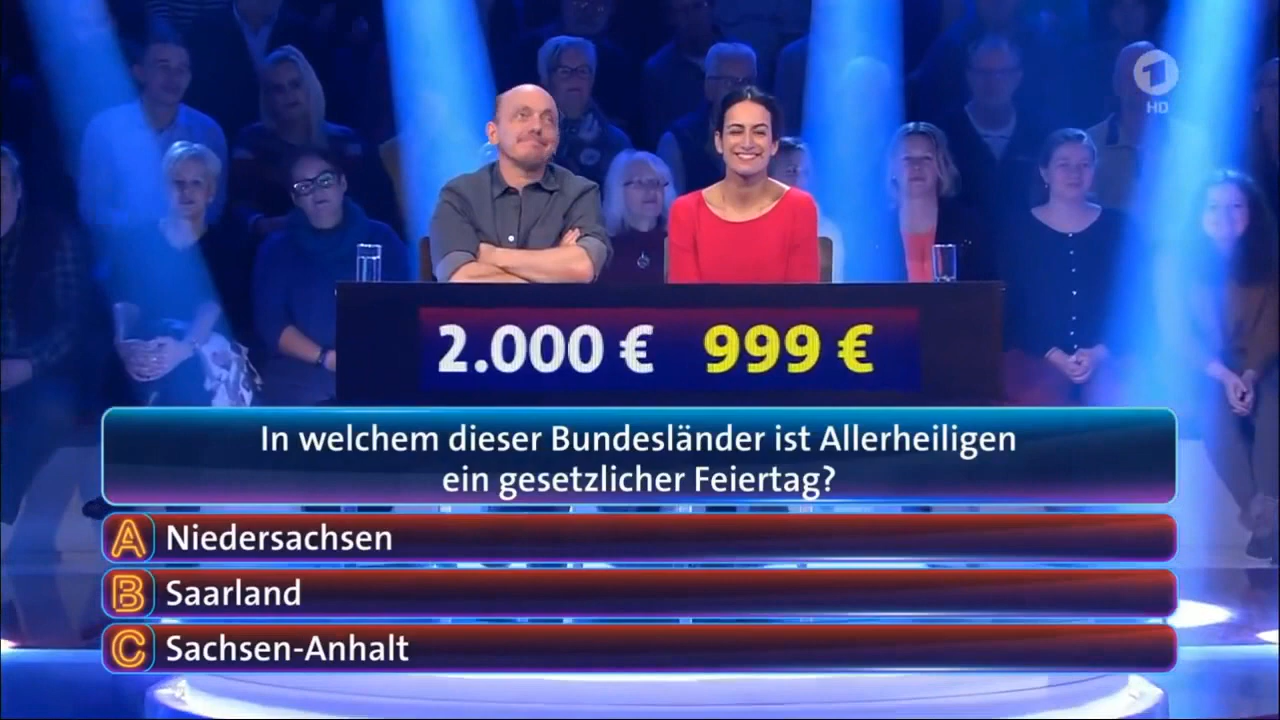 1
HD
2.000 € 999 €
In welchem dieser Bundesländer ist Allerheiligen
ein gesetzlicher Feiertag?
A Niedersachsen
B Saarland
C Sachsen-Anhalt